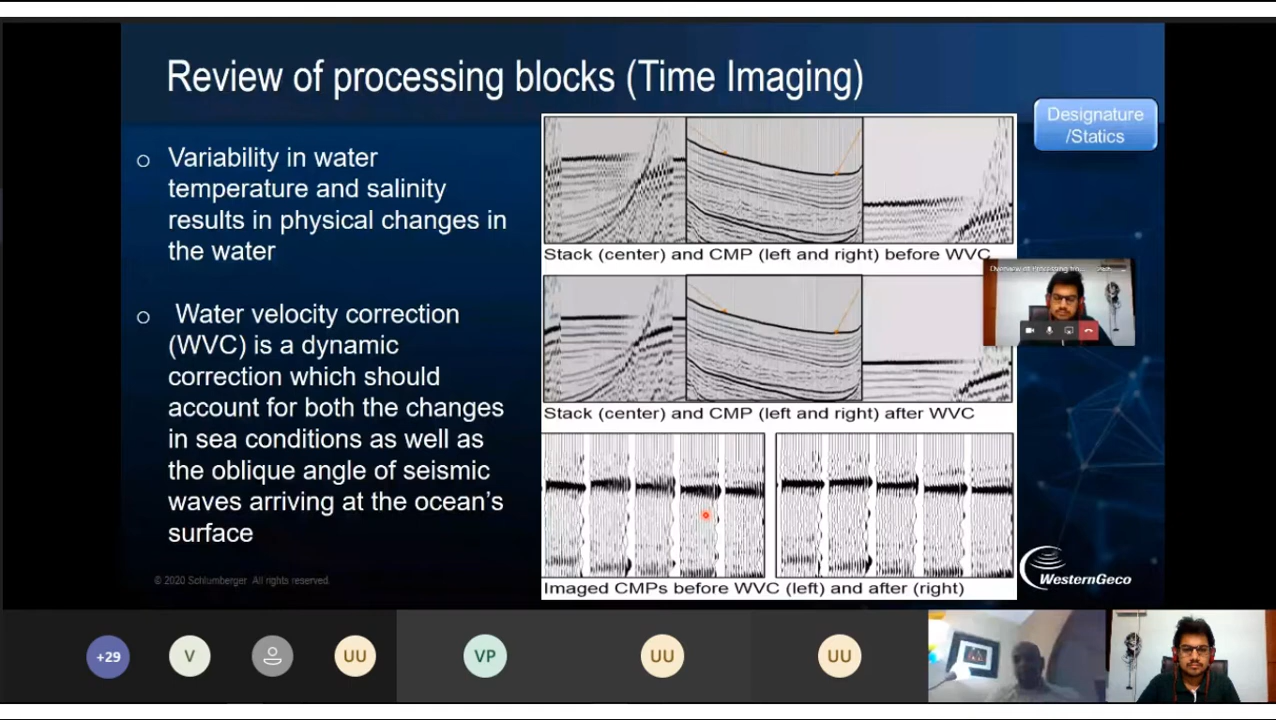 Review of processing blocks (Time Imaging)
Designature
/Statics
o Variability in water
temperature and salinity
results in physical changes in
the water
o Water velocity correction
(WVC) is a dynamic
correction which should
account for both the changes
in sea conditions as well as
the oblique angle of seismic
waves arriving at the ocean's
surface
Stack (center) and CMP (left and right) before WVC
Overview of Processing
Stack (center) and CMP (left and right) after WVC
Imaged CMPs before WVC (left) and after (right)
© 2020 Schlumberger All rights reserved.
WesternGeco
+29
V
UU
VP
UU
UU